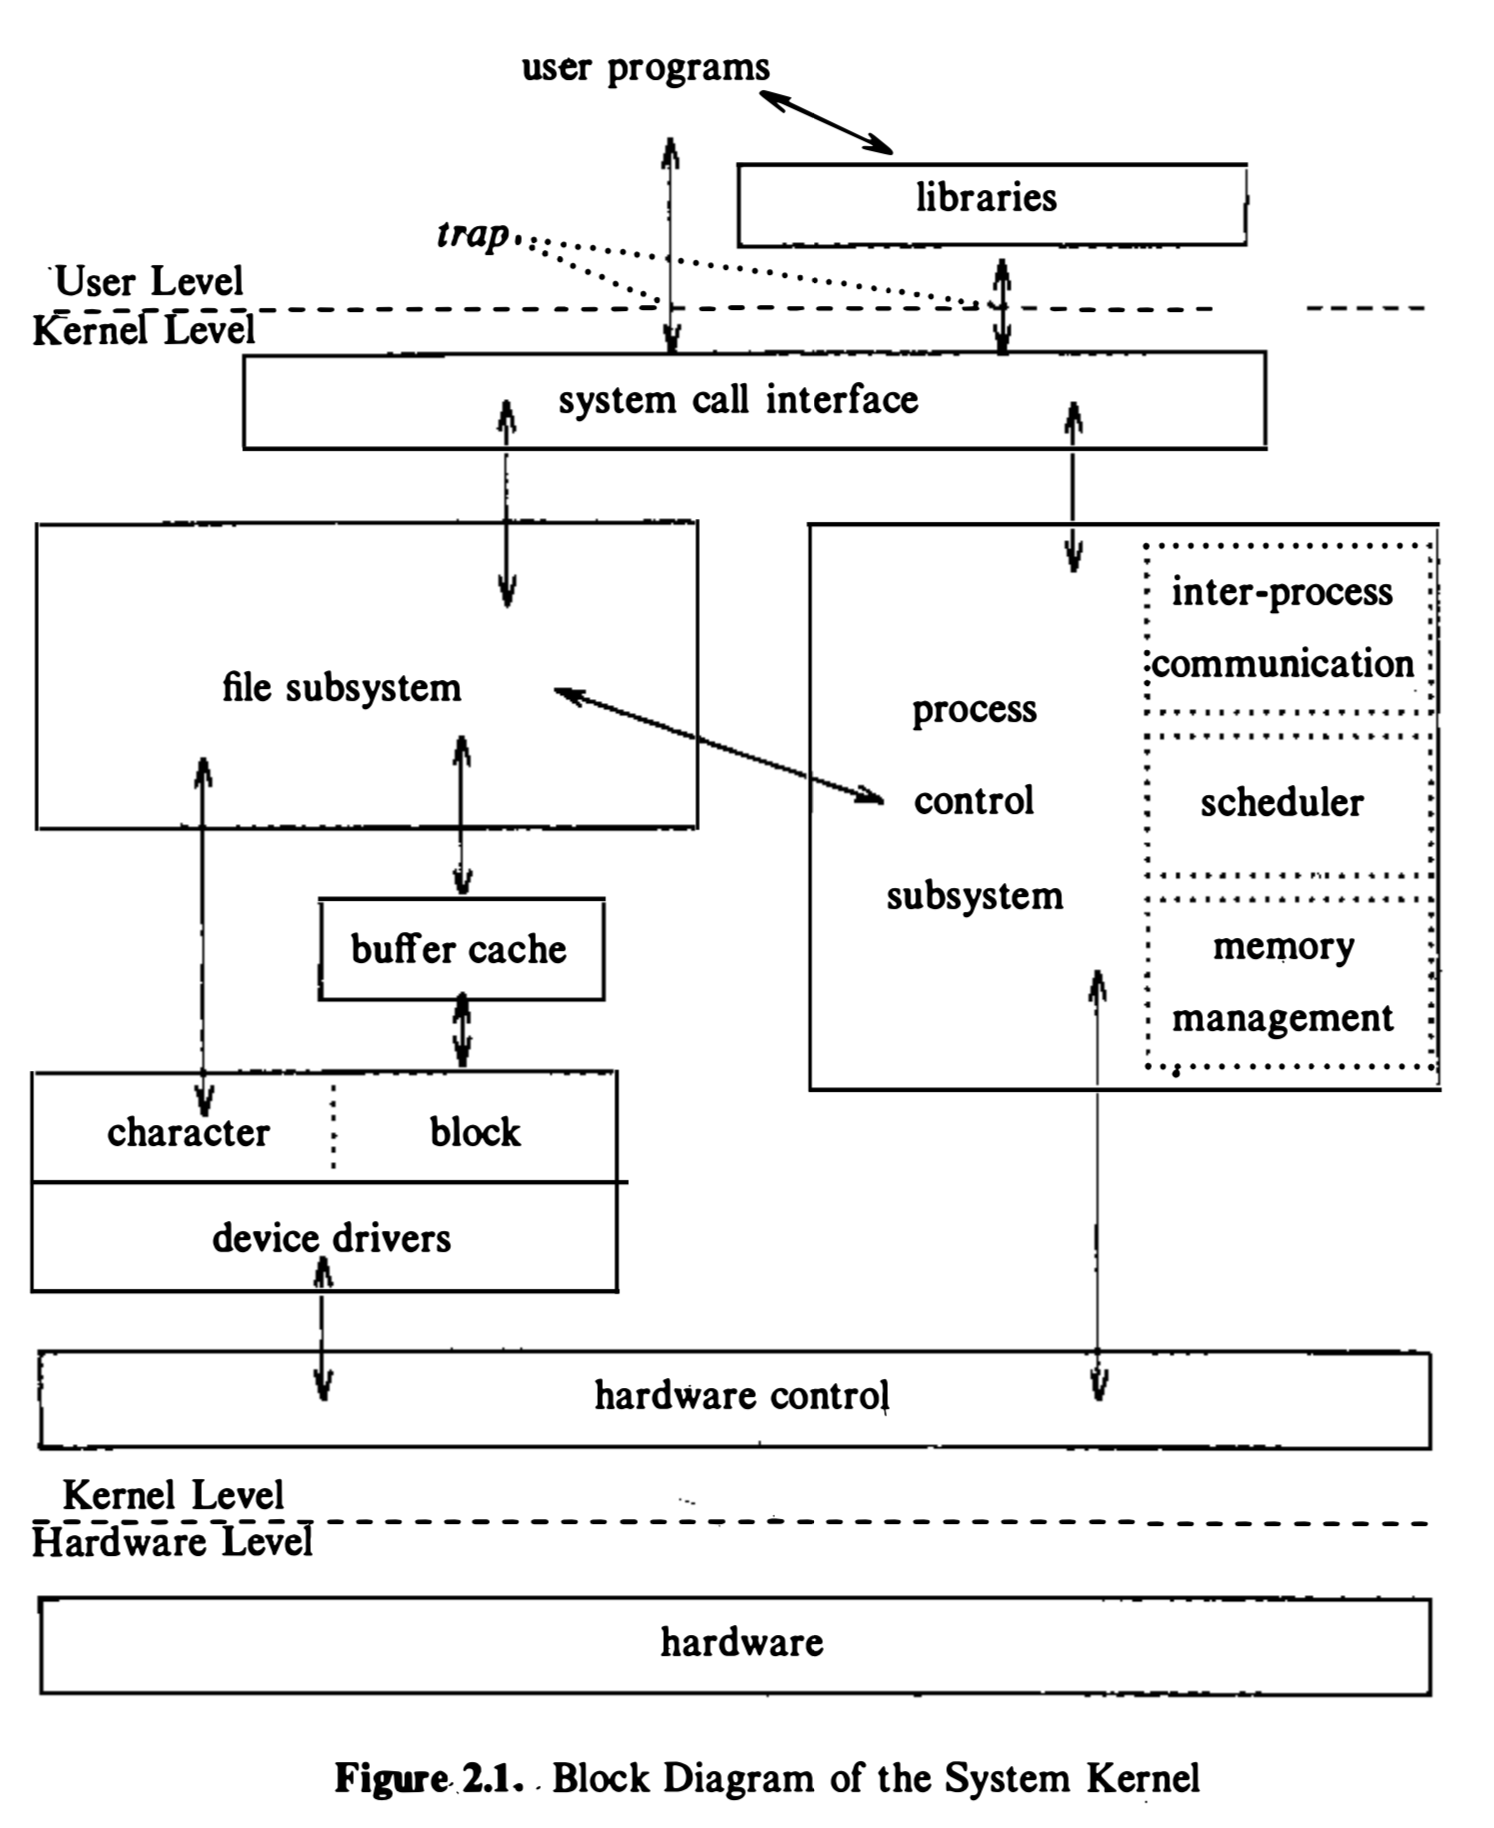 user programs
libraries
trap
User Level
Kernel Level
system call interface
file subsystem
inter-process
communication
process
control
subsystem
scheduler
memory
management
buffer cache
character
block
device drivers
hardware control
Kernel Level
Hardware Level
hardware
Figure 2.1. Block Diagram of the System Kernel